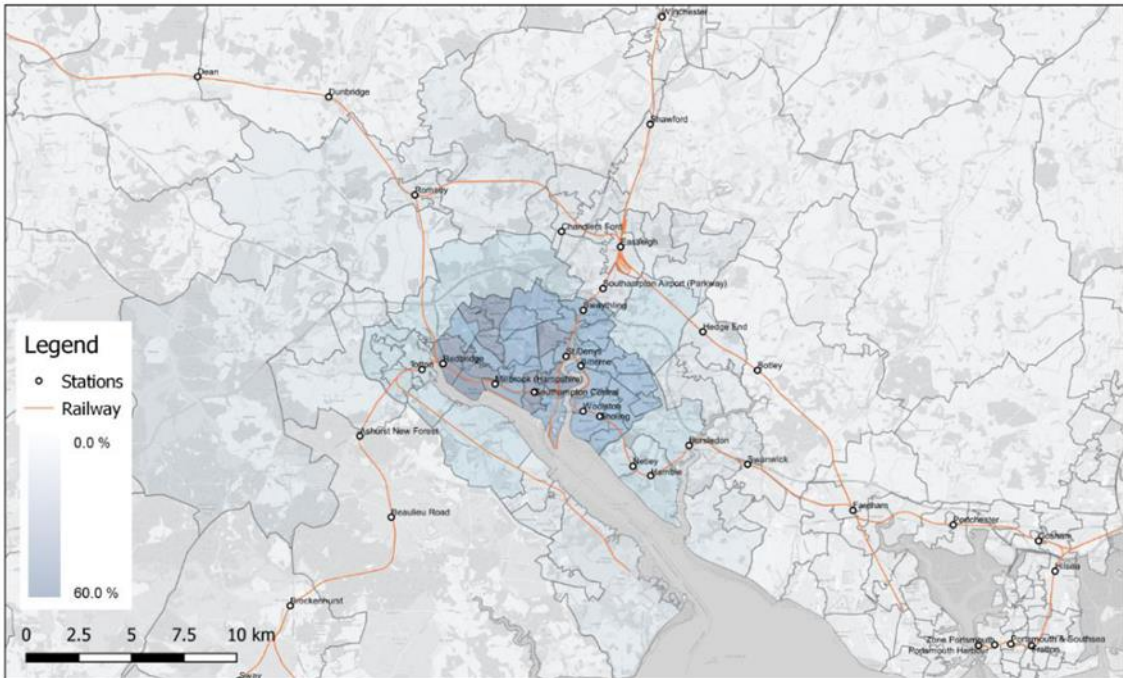 Winchester
Dean
Dunbridge
Shawford
Romsey
Chandlers Ford
Eastleigh
Southampton Airport (Parkway)
Swaythling
Hedge End
St Denys
Bitterne
Redbridge
Totton
Botley
Millbrook (Hampshire)
Southampton Central
Woolston
Sholing
Ashurst New Forest
Bursledon
Swanwick
Netley
Hamble
Fareham
Beaulieu Road
Portchester
Cosham
Hilsea
Brockenhurst
Zone Portsmouth
Portsmouth & Southsea
Portsmouth Harbour
Fratton
Sway
Legend
Stations
Railway
0.0 %
60.0 %
0 2.5 5 7.5 10 km